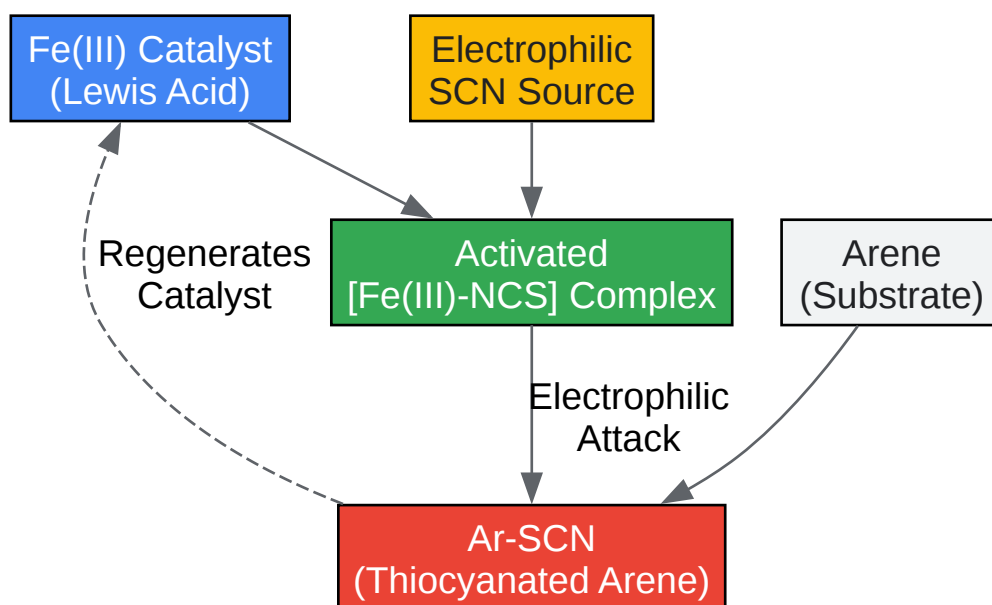 Fe(III) Catalyst
(Lewis Acid)
Electrophilic
SCN Source
Activated
[Fe(III)-NCS] Complex
Arene
(Substrate)
Regenerates
Catalyst
Electrophilic
Attack
Ar-SCN
(Thiocyanated Arene)